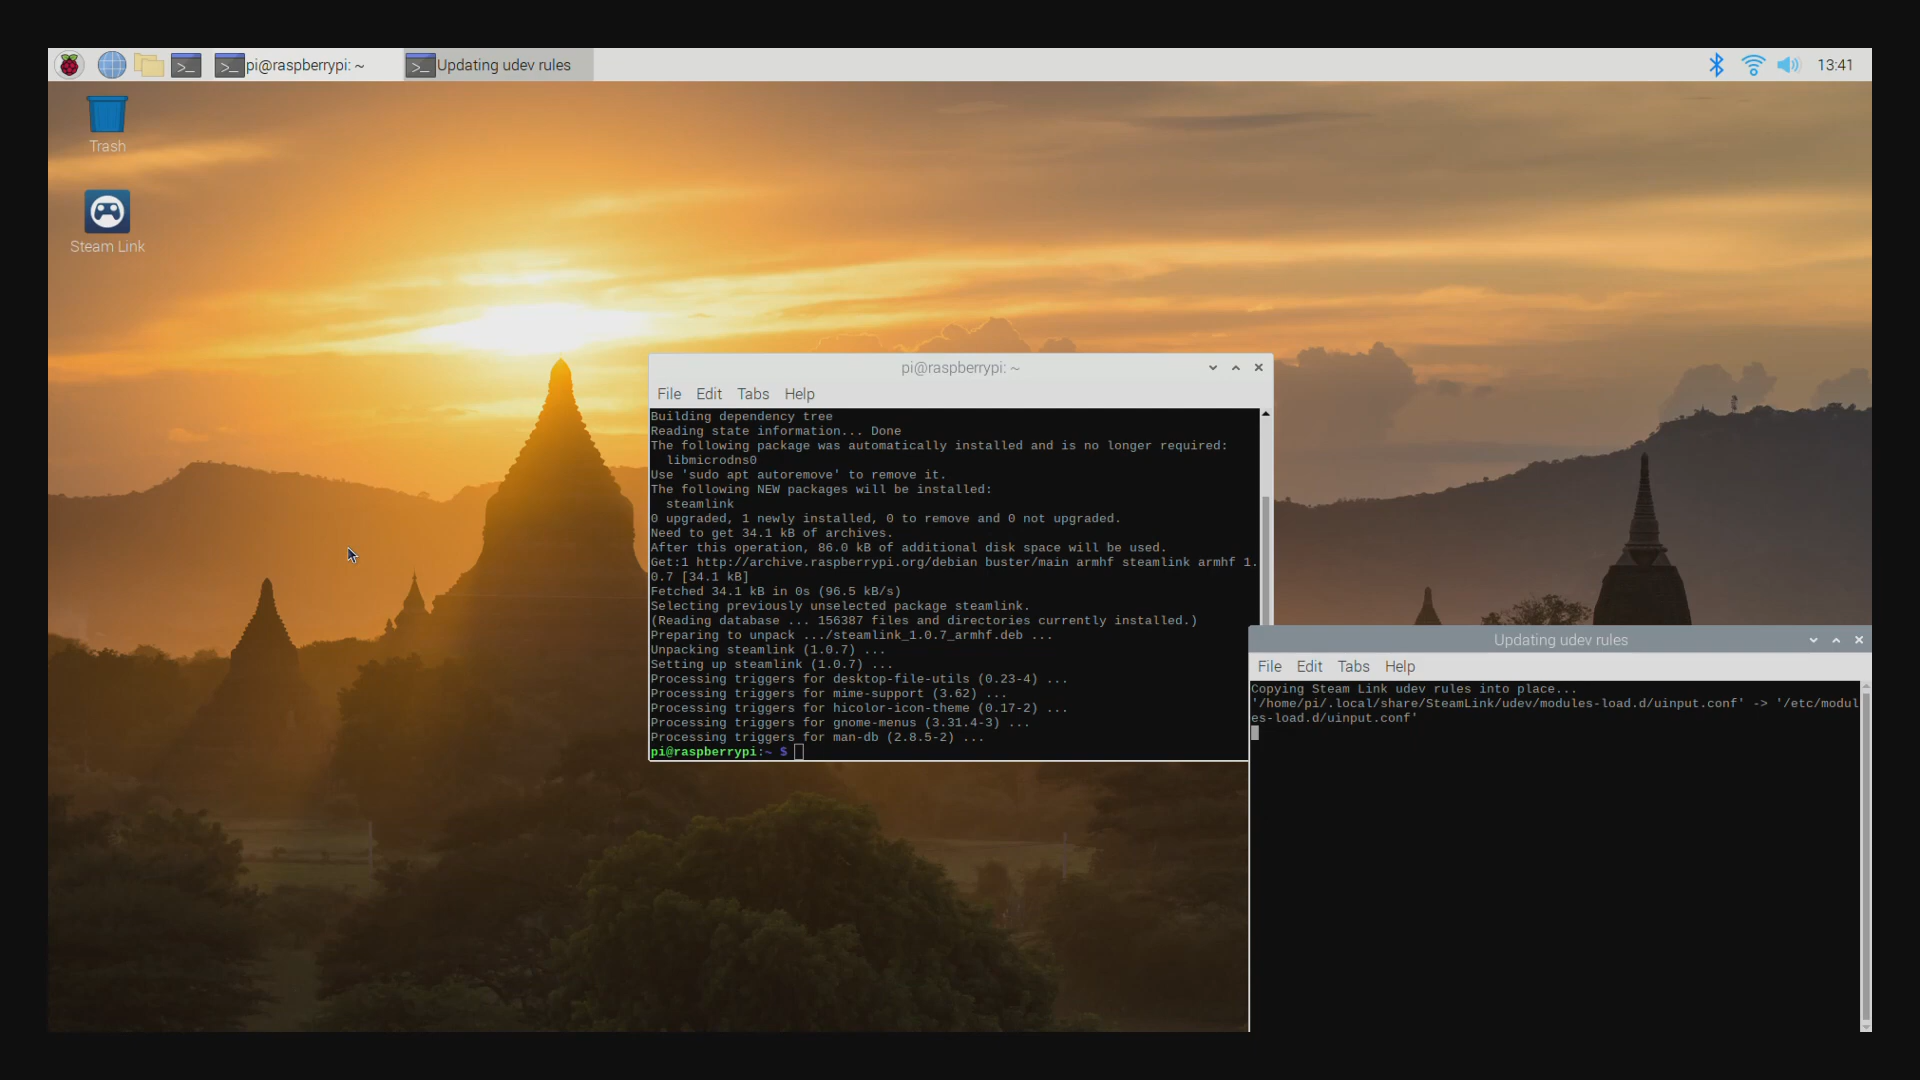 pi@raspberrypi: ~
Updating udev rules
13:41
Trash
Steam Link
pi@raspberrypi: ~
File Edit Tabs Help
Building dependency tree
Reading state information... Done
The following package was automatically installed and is no longer required:
libmicrodns0
Use 'sudo apt autoremove' to remove it.
The following NEW packages will be installed:
steamlink
0 upgraded, 1 newly installed, 0 to remove and 0 not upgraded.
Need to get 34.1 kB of archives.
After this operation, 86.0 kB of additional disk space will be used.
Get:1 http://archive.raspberrypi.org/debian buster/main armhf steamlink armhf 1.
0.7 [34.1 kB]
Fetched 34.1 kB in 0s (96.5 kB/s)
Selecting previously unselected package steamlink.
(Reading database ... 156387 files and directories currently installed.)
Preparing to unpack .../steamlink_1.0.7_armhf.deb ...
Unpacking steamlink (1.0.7) ...
Setting up steamlink (1.0.7) ...
Processing triggers for desktop-file-utils (0.23-4) ...
Processing triggers for mime-support (3.62) ...
Processing triggers for hicolor-icon-theme (0.17-2) ...
Processing triggers for gnome-menus (3.31.4-3) ...
Processing triggers for man-db (2.8.5-2) ...
pi@raspberrypi:~ $
Updating udev rules
File Edit Tabs Help
Copying Steam Link udev rules into place...
'/home/pi/.local/share/SteamLink/udev/modules-load.d/uinput.conf' -> '/etc/modul
es-load.d/uinput.conf'